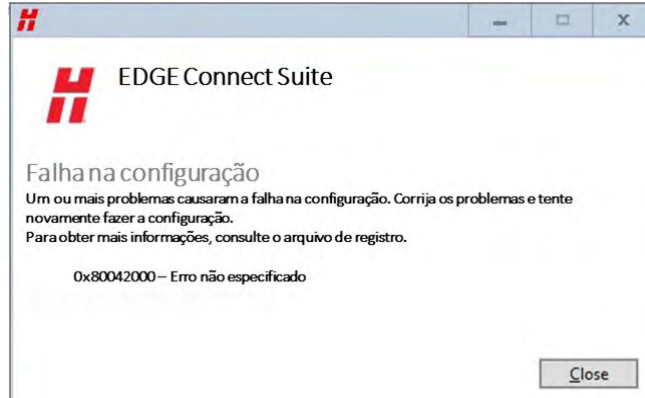 EDGE Connect Suite
Falha na configuração
Um ou mais problemas causaram a falha na configuração. Corrija os problemas e tente
novamente fazer a configuração.
Para obter mais informações, consulte o arquivo de registro.
0x80042000 – Erro não especificado
Close